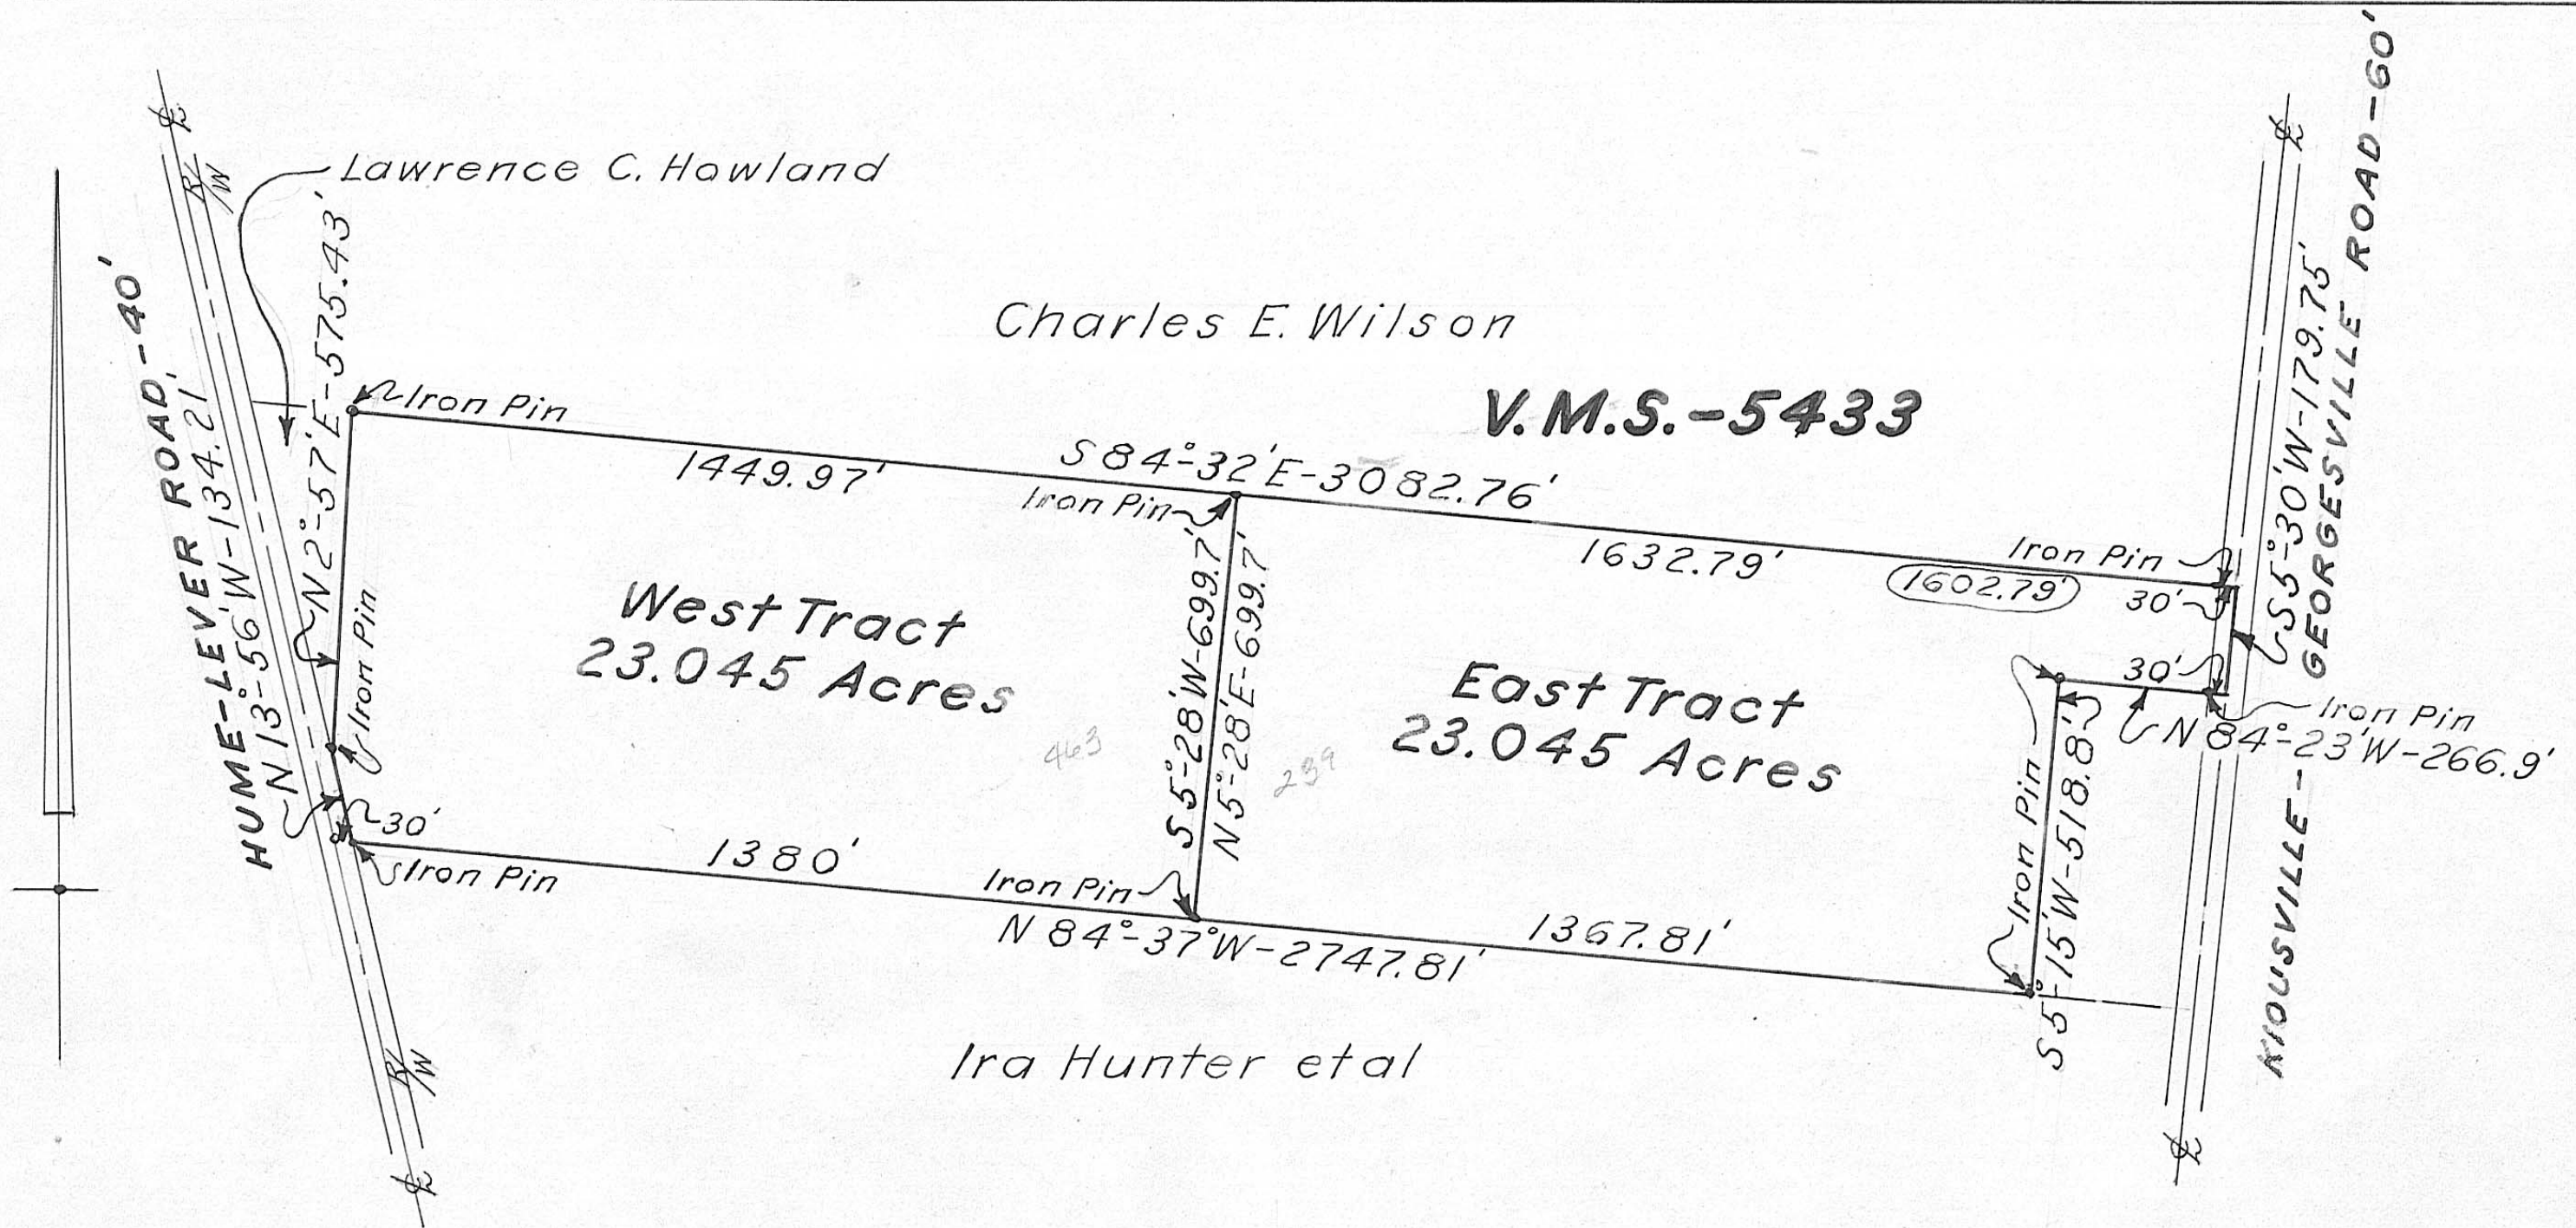 Lawrence C. Howland
HUME-LEVER ROAD-40'
N 13°-56'W-134.21'
N 2°-57'E-575.43'
R/W
℄
Iron Pin
Charles E. Wilson
V.M.S.-5433
S 84°-32'E-3082.76'
1449.97'
Iron Pin
1632.79'
1602.79'
Iron Pin
30'
30'
℄
S 5°-30'W-179.75'
KIOUSVILLE-GEORGESVILLE ROAD-60'
West Tract
23.045 Acres
Iron Pin
S 5°-28'W-699.7'
N 5°-28'E-699.7'
East Tract
23.045 Acres
463
239
Iron Pin
N 84°-23'W-266.9'
Iron Pin
S 5°-15'W-518.8'
30'
Iron Pin
1380'
Iron Pin
N 84°-37°W-2747.81'
1367.81'
R/W
℄
℄
Ira Hunter etal